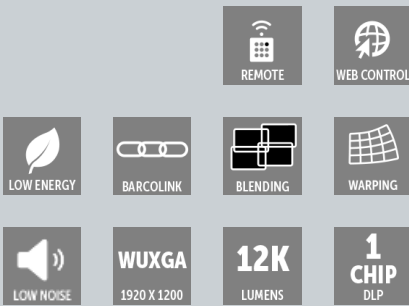 REMOTE
WEB CONTROL
LOW ENERGY
BARCOLINK
BLENDING
WARPING
LOW NOISE
WUXGA
1920 X 1200
12K
LUMENS
1
CHIP
DLP